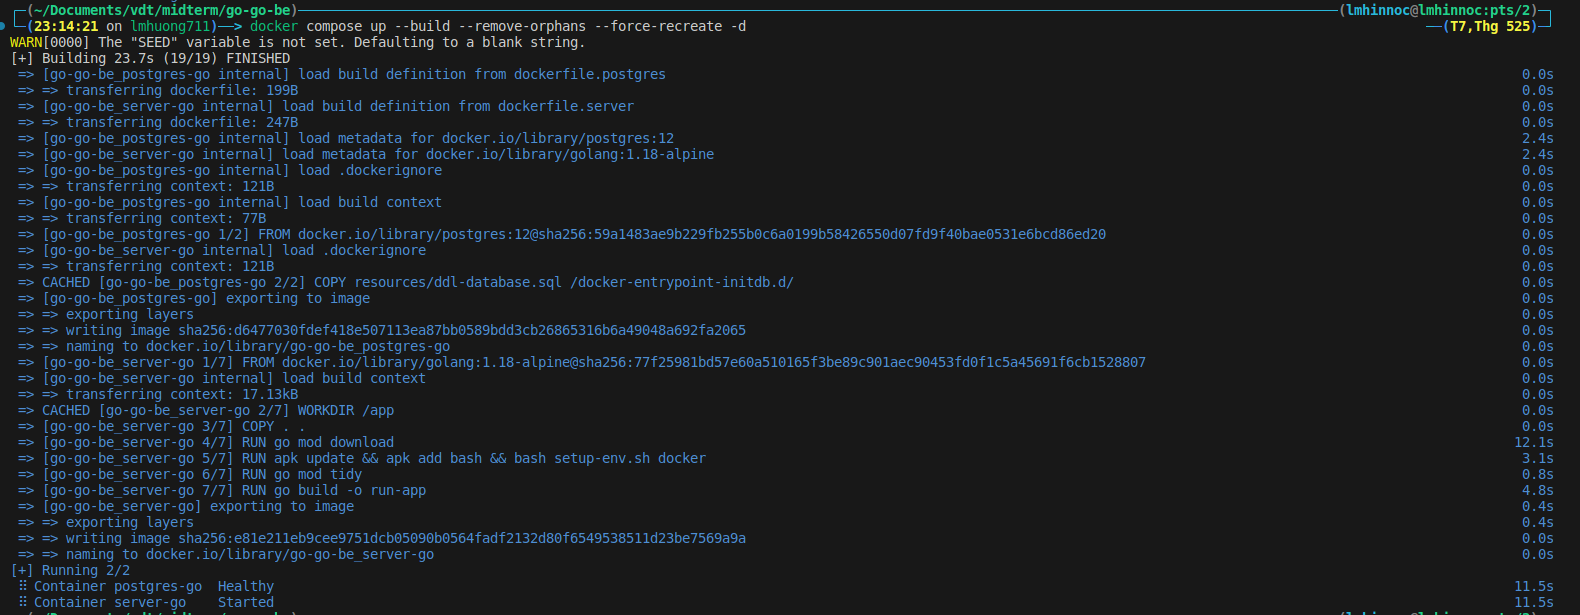 (~/Documents/vdt/midterm/go-go-be) (lmhinnoc@lmhinnoc:pts/2)
(23:14:21 on lmhuong711)──> docker compose up --build --remove-orphans --force-recreate -d (T7,Thg 525)
WARN[0000] The "SEED" variable is not set. Defaulting to a blank string.
[+] Building 23.7s (19/19) FINISHED
=> [go-go-be_postgres-go internal] load build definition from dockerfile.postgres 0.0s
=> => transferring dockerfile: 199B 0.0s
=> [go-go-be_server-go internal] load build definition from dockerfile.server 0.0s
=> => transferring dockerfile: 247B 0.0s
=> [go-go-be_postgres-go internal] load metadata for docker.io/library/postgres:12 2.4s
=> [go-go-be_server-go internal] load metadata for docker.io/library/golang:1.18-alpine 2.4s
=> [go-go-be_postgres-go internal] load .dockerignore 0.0s
=> => transferring context: 121B 0.0s
=> [go-go-be_postgres-go internal] load build context 0.0s
=> => transferring context: 77B 0.0s
=> [go-go-be_postgres-go 1/2] FROM docker.io/library/postgres:12@sha256:59a1483ae9b229fb255b0c6a0199b58426550d07fd9f40bae0531e6bcd86ed20 0.0s
=> [go-go-be_server-go internal] load .dockerignore 0.0s
=> => transferring context: 121B 0.0s
=> CACHED [go-go-be_postgres-go 2/2] COPY resources/ddl-database.sql /docker-entrypoint-initdb.d/ 0.0s
=> [go-go-be_postgres-go] exporting to image 0.0s
=> => exporting layers 0.0s
=> => writing image sha256:d6477030fdef418e507113ea87bb0589bdd3cb26865316b6a49048a692fa2065 0.0s
=> => naming to docker.io/library/go-go-be_postgres-go 0.0s
=> [go-go-be_server-go 1/7] FROM docker.io/library/golang:1.18-alpine@sha256:77f25981bd57e60a510165f3be89c901aec90453fd0f1c5a45691f6cb1528807 0.0s
=> [go-go-be_server-go internal] load build context 0.0s
=> => transferring context: 17.13kB 0.0s
=> CACHED [go-go-be_server-go 2/7] WORKDIR /app 0.0s
=> [go-go-be_server-go 3/7] COPY . . 0.0s
=> [go-go-be_server-go 4/7] RUN go mod download 12.1s
=> [go-go-be_server-go 5/7] RUN apk update && apk add bash && bash setup-env.sh docker 3.1s
=> [go-go-be_server-go 6/7] RUN go mod tidy 0.8s
=> [go-go-be_server-go 7/7] RUN go build -o run-app 4.8s
=> [go-go-be_server-go] exporting to image 0.4s
=> => exporting layers 0.4s
=> => writing image sha256:e81e211eb9cee9751dcb05090b0564fadf2132d80f6549538511d23be7569a9a 0.0s
=> => naming to docker.io/library/go-go-be_server-go 0.0s
[+] Running 2/2
⠿ Container postgres-go Healthy 11.5s
⠿ Container server-go Started 11.5s